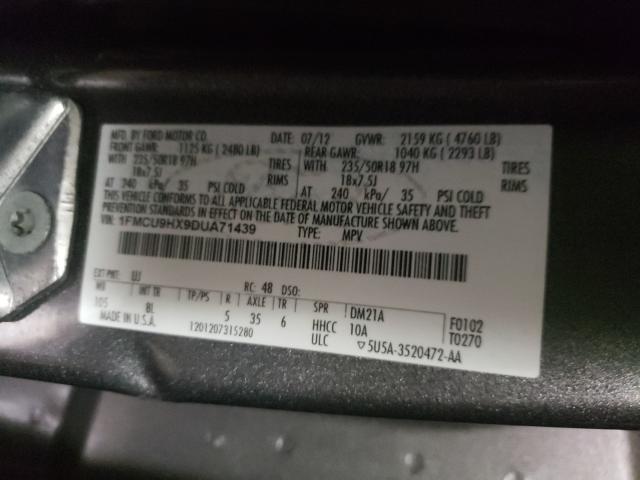 MFD. BY FORD MOTOR CO. DATE: 07/12 GVWR: 2159 KG ( 4760 LB)
FRONT GAWR: 1125 KG ( 2480 LB) REAR GAWR: 1040 KG ( 2293 LB)
WITH 235/50R18 97H TIRES WITH 235/50R18 97H TIRES
18x7.5J RIMS 18x7.5J RIMS
AT 240 kPa/ 35 PSI COLD AT 240 kPa/ 35 PSI COLD
THIS VEHICLE CONFORMS TO ALL APPLICABLE FEDERAL MOTOR VEHICLE SAFETY AND THEFT
PREVENTION STANDARDS IN EFFECT ON THE DATE OF MANUFACTURE SHOWN ABOVE.
VIN: 1FMCU9HX9DUA71439 TYPE: MPV
EXT PNT: UJ RC: 48 DSO:
WB INT TR TP/PS R AXLE TR SPR DM21A F0102
105 BL 5 35 6 HHCC 10A T0270
MADE IN U.S.A. 1201207315280 ULC ▽5U5A-3520472-AA